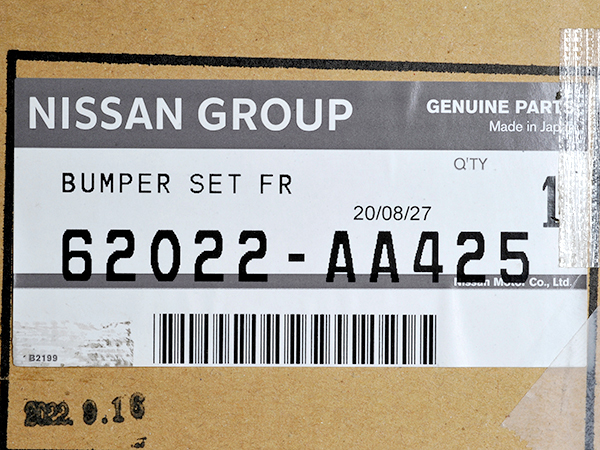 NISSAN GROUP
GENUINE PARTS
Made in Japan
Q'TY
BUMPER SET FR
1
20/08/27
62022-AA425
Nissan Motor Co., Ltd.
B2199
2022.9.16